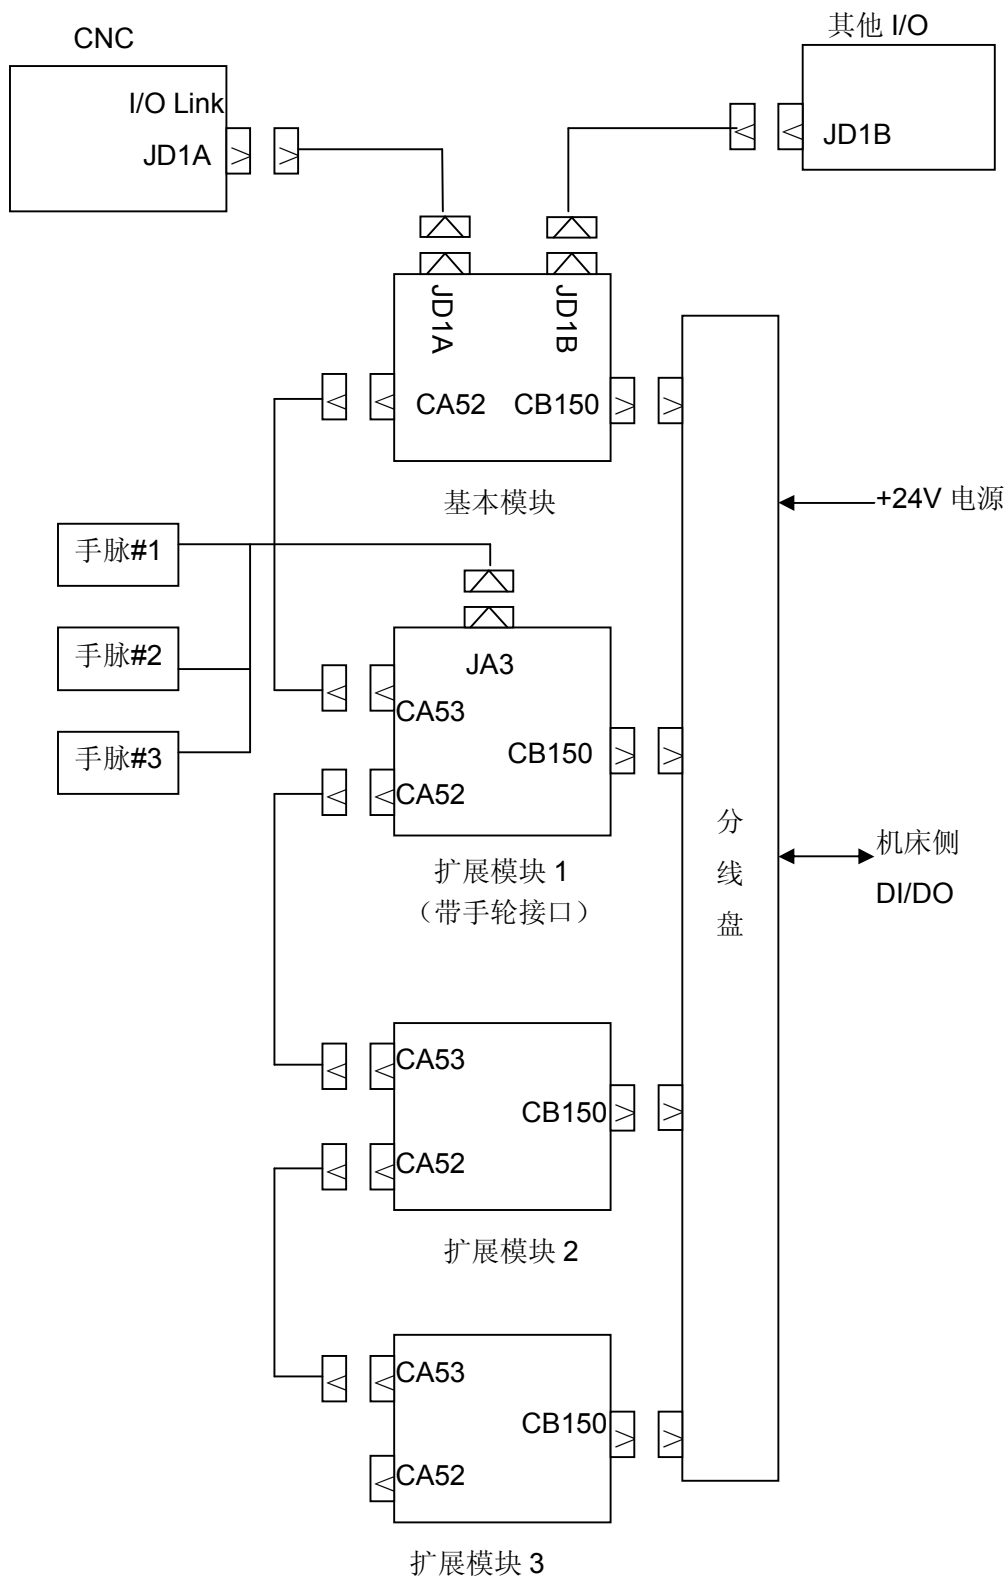 CNC
其他 I/O
I/O Link
JD1A
JD1B
JD1A
JD1B
CA52
CB150
基本模块
+24V 电源
手脉#1
手脉#2
手脉#3
JA3
CA53
CB150
CA52
扩展模块 1
（带手轮接口）
分
线
盘
机床侧
DI/DO
CA53
CB150
CA52
扩展模块 2
CA53
CB150
CA52
扩展模块 3